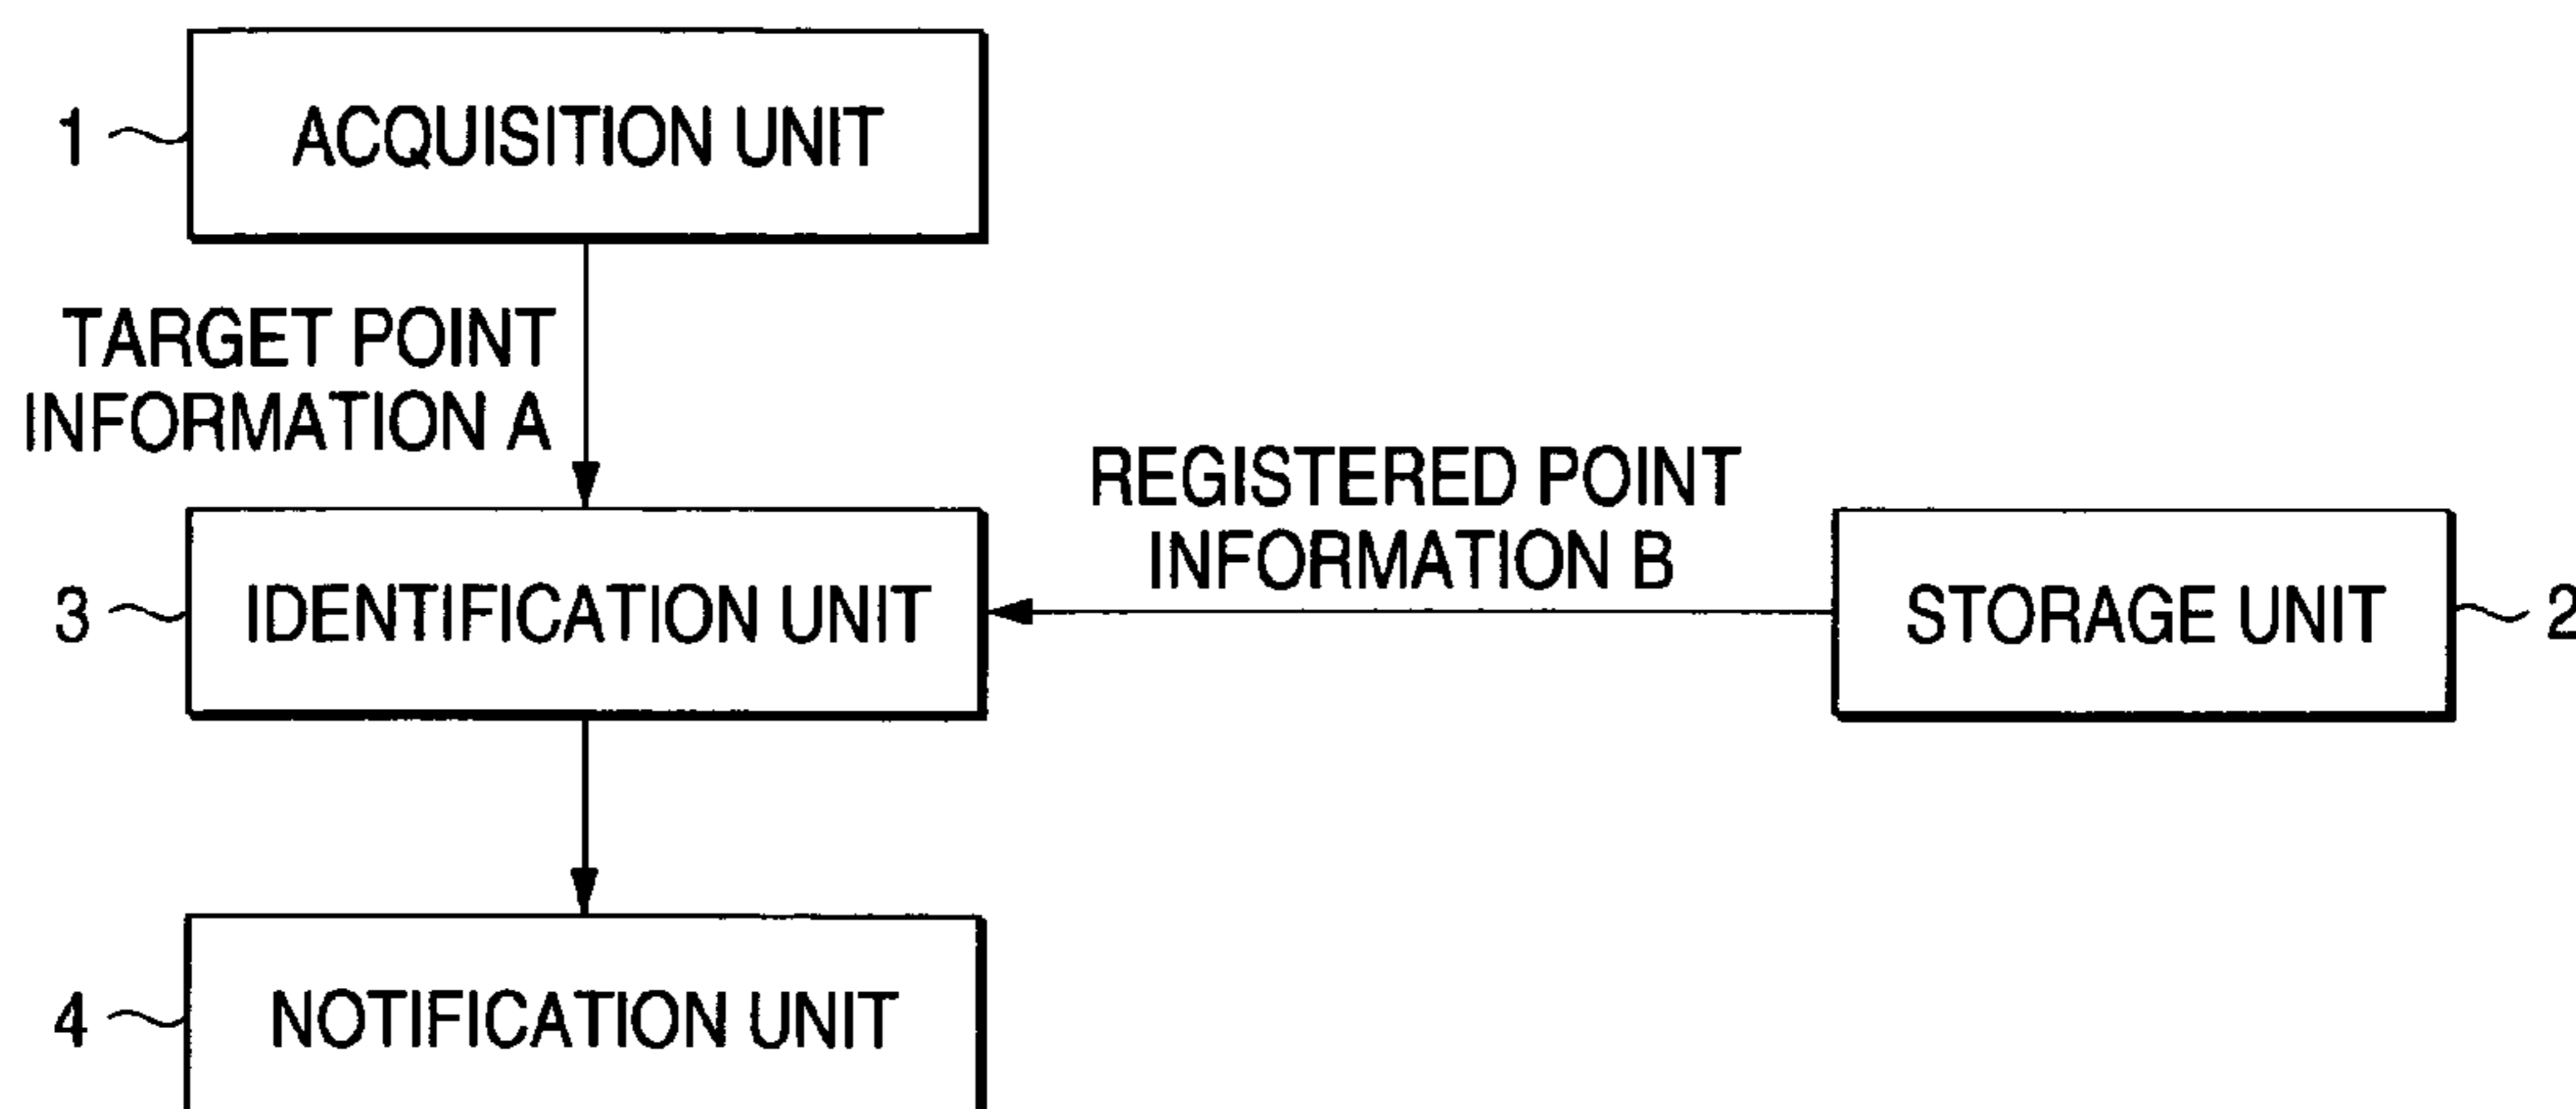 1
ACQUISITION UNIT
TARGET POINT
INFORMATION A
REGISTERED POINT
INFORMATION B
3
IDENTIFICATION UNIT
STORAGE UNIT
2
4
NOTIFICATION UNIT